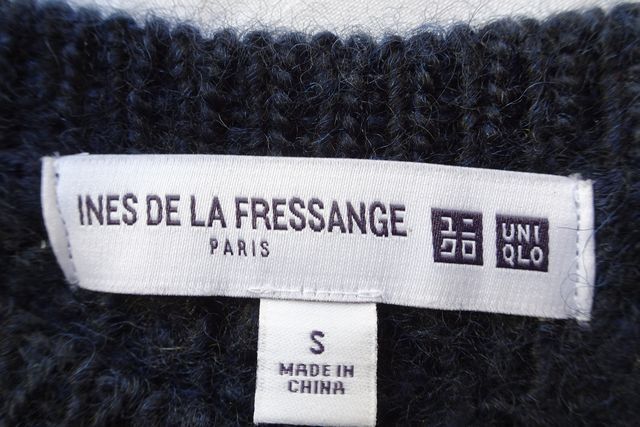 INES DE LA FRESSANGE
PARIS
ユニ
クロ
UNI
QLO
S
MADE IN
CHINA